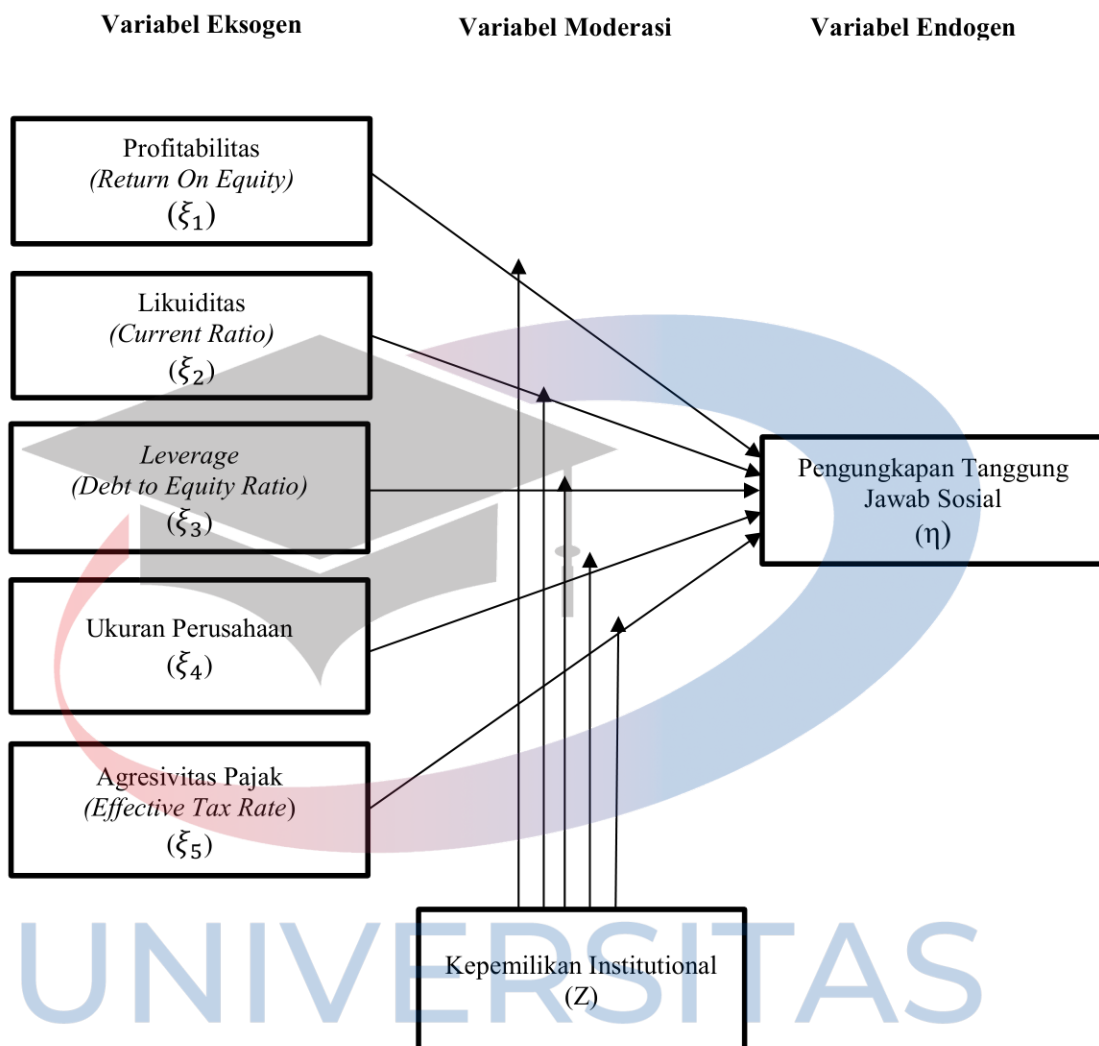 Variabel Eksogen
Variabel Moderasi
Variabel Endogen
Profitabilitas
(Return On Equity)
(ξ₁)
Likuiditas
(Current Ratio)
(ξ₂)
Leverage
(Debt to Equity Ratio)
(ξ₃)
Ukuran Perusahaan
(ξ₄)
Agresivitas Pajak
(Effective Tax Rate)
(ξ₅)
Pengungkapan Tanggung
Jawab Sosial
(η)
Kepemilikan Institutional
(Z)
UNIVERSITAS